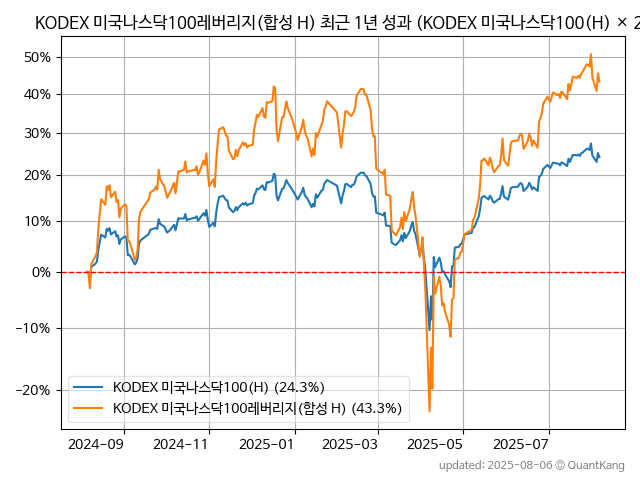 KODEX 미국나스닥100레버리지(합성 H) 최근 1년 성과 (KODEX 미국나스닥100(H) × 2
50%
40%
30%
20%
10%
0%
−10%
−20%
KODEX 미국나스닥100(H) (24.3%)
KODEX 미국나스닥100레버리지(합성 H) (43.3%)
2024-09 2024-11 2025-01 2025-03 2025-05 2025-07
updated: 2025-08-06 © QuantKang